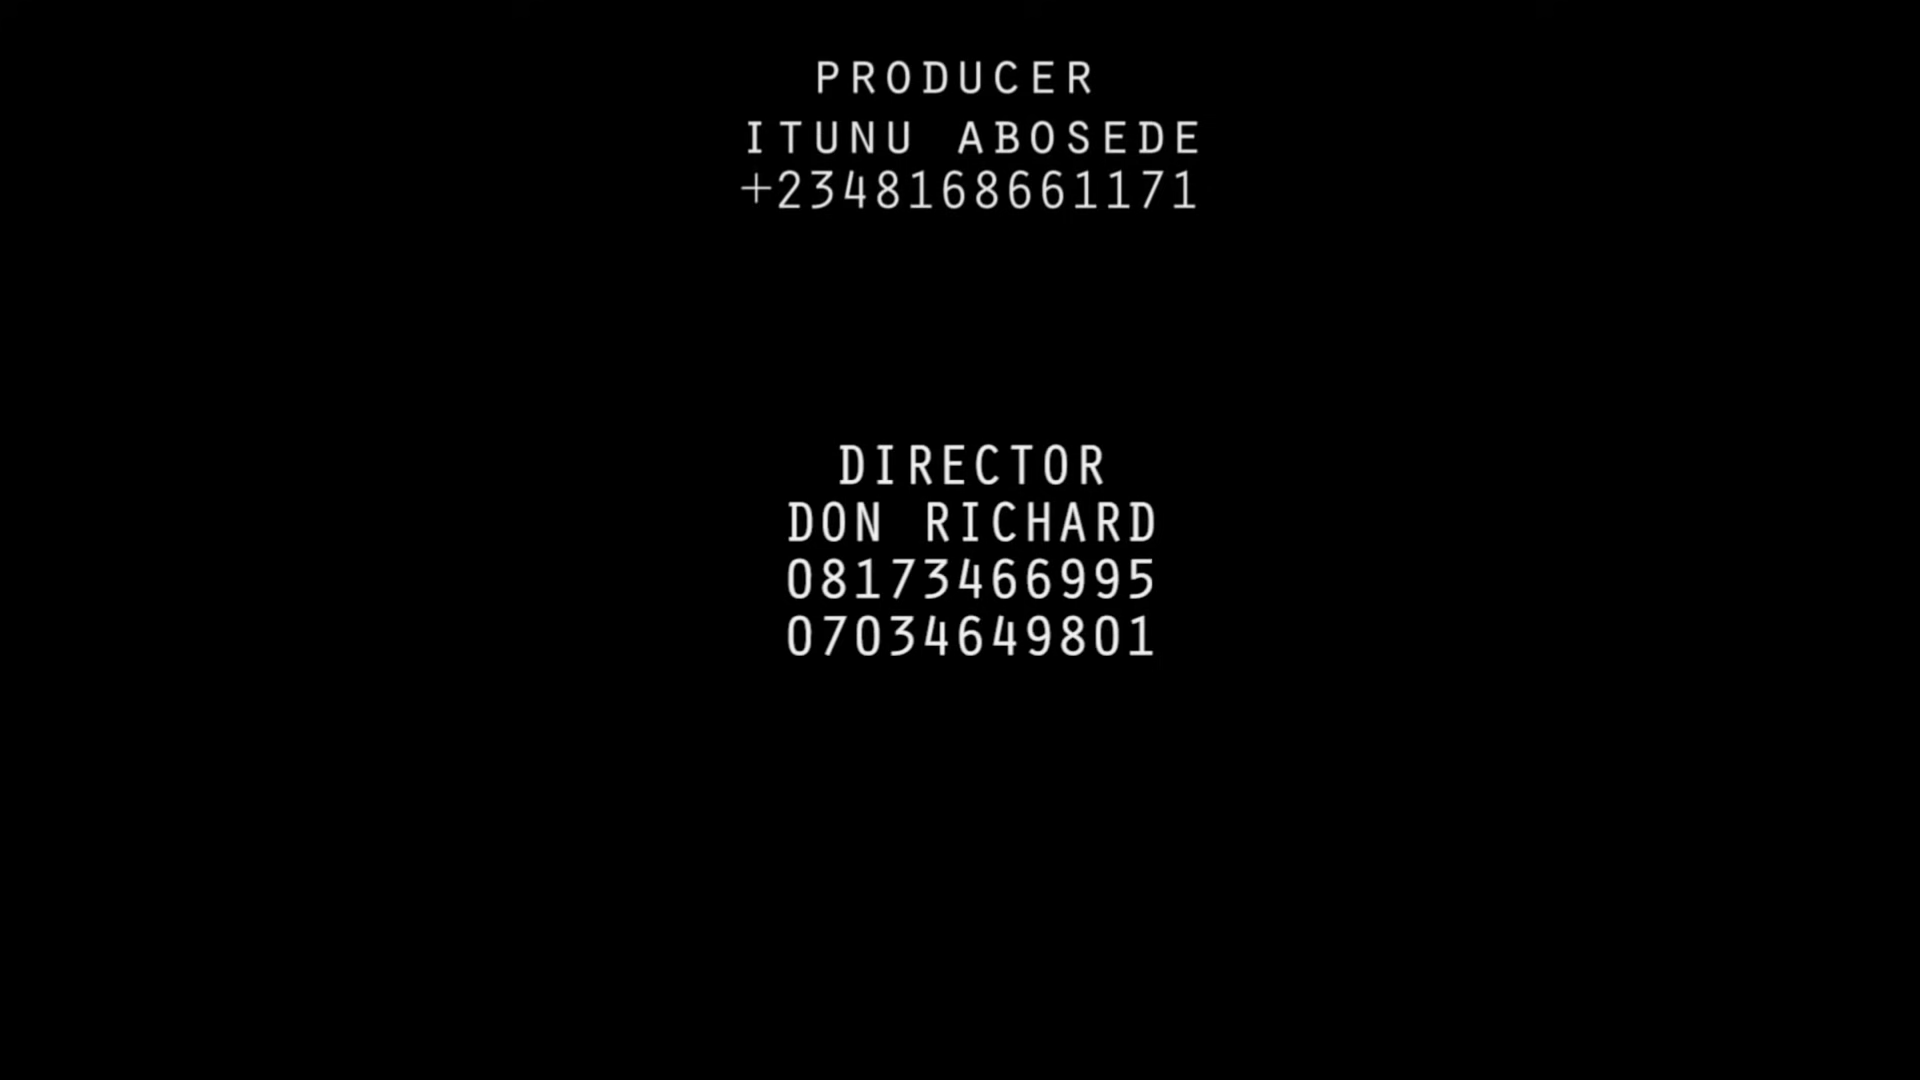 PRODUCER
ITUNU ABOSEDE
+2348168661171
DIRECTOR
DON RICHARD
08173466995
07034649801